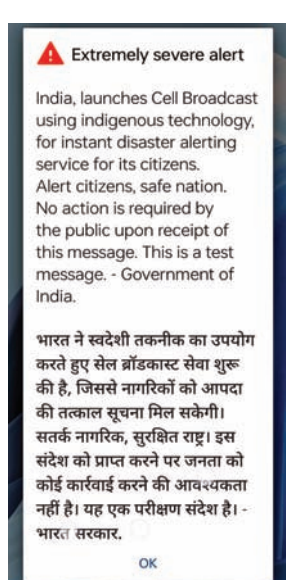 Extremely severe alert
India, launches Cell Broadcast
using indigenous technology,
for instant disaster alerting
service for its citizens.
Alert citizens, safe nation.
No action is required by
the public upon receipt of
this message. This is a test
message. - Government of
India.
भारत ने स्वदेशी तकनीक का उपयोग
करते हुए सेल ब्रॉडकास्ट सेवा शुरू
की है, जिससे नागरिकों को आपदा
की तत्काल सूचना मिल सकेगी।
सतर्क नागरिक, सुरक्षित राष्ट्र। इस
संदेश को प्राप्त करने पर जनता को
कोई कार्रवाई करने की आवश्यकता
नहीं है। यह एक परीक्षण संदेश है। -
भारत सरकार.
OK